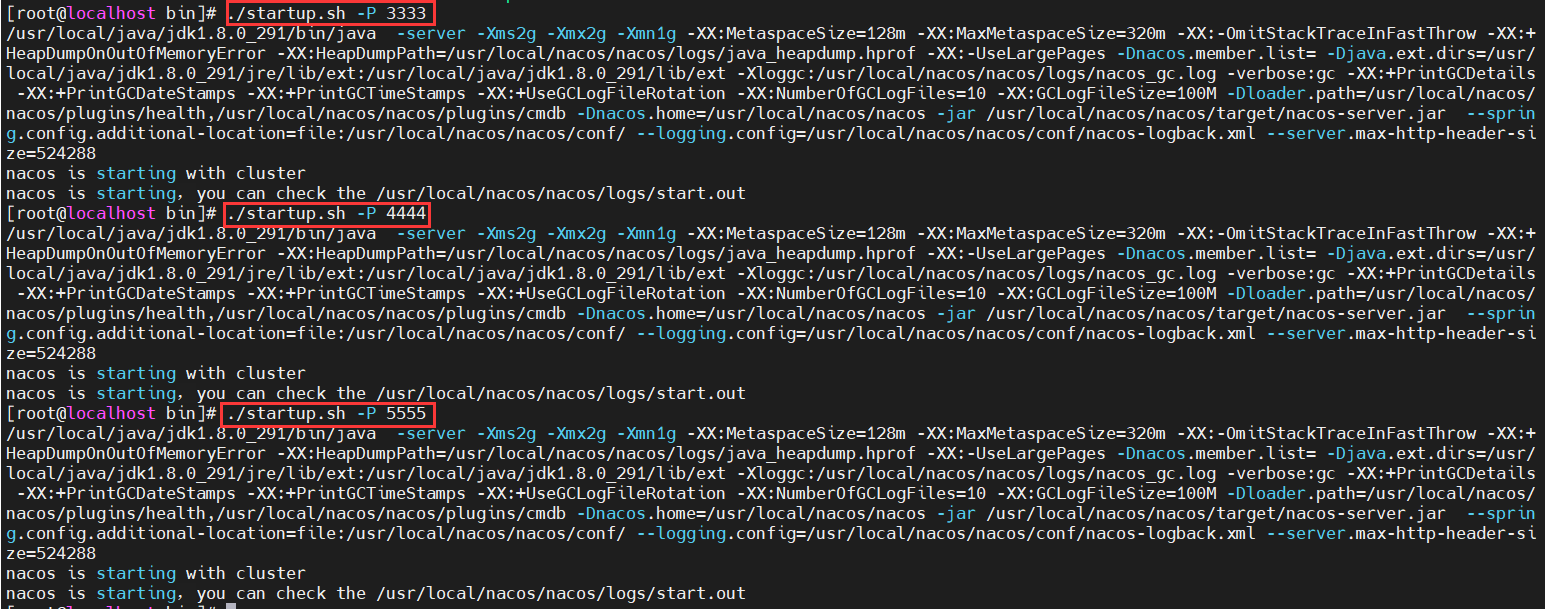 [root@localhost bin]# ./startup.sh -P 3333
/usr/local/java/jdk1.8.0_291/bin/java  -server -Xms2g -Xmx2g -Xmn1g -XX:MetaspaceSize=128m -XX:MaxMetaspaceSize=320m -XX:-OmitStackTraceInFastThrow -XX:+
HeapDumpOnOutOfMemoryError -XX:HeapDumpPath=/usr/local/nacos/nacos/logs/java_heapdump.hprof -XX:-UseLargePages -Dnacos.member.list= -Djava.ext.dirs=/usr/
local/java/jdk1.8.0_291/jre/lib/ext:/usr/local/java/jdk1.8.0_291/lib/ext -Xloggc:/usr/local/nacos/nacos/logs/nacos_gc.log -verbose:gc -XX:+PrintGCDetails
 -XX:+PrintGCDateStamps -XX:+PrintGCTimeStamps -XX:+UseGCLogFileRotation -XX:NumberOfGCLogFiles=10 -XX:GCLogFileSize=100M -Dloader.path=/usr/local/nacos/
nacos/plugins/health,/usr/local/nacos/nacos/plugins/cmdb -Dnacos.home=/usr/local/nacos/nacos -jar /usr/local/nacos/nacos/target/nacos-server.jar  --sprin
g.config.additional-location=file:/usr/local/nacos/nacos/conf/ --logging.config=/usr/local/nacos/nacos/conf/nacos-logback.xml --server.max-http-header-si
ze=524288
nacos is starting with cluster
nacos is starting，you can check the /usr/local/nacos/nacos/logs/start.out
[root@localhost bin]# ./startup.sh -P 4444
/usr/local/java/jdk1.8.0_291/bin/java  -server -Xms2g -Xmx2g -Xmn1g -XX:MetaspaceSize=128m -XX:MaxMetaspaceSize=320m -XX:-OmitStackTraceInFastThrow -XX:+
HeapDumpOnOutOfMemoryError -XX:HeapDumpPath=/usr/local/nacos/nacos/logs/java_heapdump.hprof -XX:-UseLargePages -Dnacos.member.list= -Djava.ext.dirs=/usr/
local/java/jdk1.8.0_291/jre/lib/ext:/usr/local/java/jdk1.8.0_291/lib/ext -Xloggc:/usr/local/nacos/nacos/logs/nacos_gc.log -verbose:gc -XX:+PrintGCDetails
 -XX:+PrintGCDateStamps -XX:+PrintGCTimeStamps -XX:+UseGCLogFileRotation -XX:NumberOfGCLogFiles=10 -XX:GCLogFileSize=100M -Dloader.path=/usr/local/nacos/
nacos/plugins/health,/usr/local/nacos/nacos/plugins/cmdb -Dnacos.home=/usr/local/nacos/nacos -jar /usr/local/nacos/nacos/target/nacos-server.jar  --sprin
g.config.additional-location=file:/usr/local/nacos/nacos/conf/ --logging.config=/usr/local/nacos/nacos/conf/nacos-logback.xml --server.max-http-header-si
ze=524288
nacos is starting with cluster
nacos is starting，you can check the /usr/local/nacos/nacos/logs/start.out
[root@localhost bin]# ./startup.sh -P 5555
/usr/local/java/jdk1.8.0_291/bin/java  -server -Xms2g -Xmx2g -Xmn1g -XX:MetaspaceSize=128m -XX:MaxMetaspaceSize=320m -XX:-OmitStackTraceInFastThrow -XX:+
HeapDumpOnOutOfMemoryError -XX:HeapDumpPath=/usr/local/nacos/nacos/logs/java_heapdump.hprof -XX:-UseLargePages -Dnacos.member.list= -Djava.ext.dirs=/usr/
local/java/jdk1.8.0_291/jre/lib/ext:/usr/local/java/jdk1.8.0_291/lib/ext -Xloggc:/usr/local/nacos/nacos/logs/nacos_gc.log -verbose:gc -XX:+PrintGCDetails
 -XX:+PrintGCDateStamps -XX:+PrintGCTimeStamps -XX:+UseGCLogFileRotation -XX:NumberOfGCLogFiles=10 -XX:GCLogFileSize=100M -Dloader.path=/usr/local/nacos/
nacos/plugins/health,/usr/local/nacos/nacos/plugins/cmdb -Dnacos.home=/usr/local/nacos/nacos -jar /usr/local/nacos/nacos/target/nacos-server.jar  --sprin
g.config.additional-location=file:/usr/local/nacos/nacos/conf/ --logging.config=/usr/local/nacos/nacos/conf/nacos-logback.xml --server.max-http-header-si
ze=524288
nacos is starting with cluster
nacos is starting，you can check the /usr/local/nacos/nacos/logs/start.out